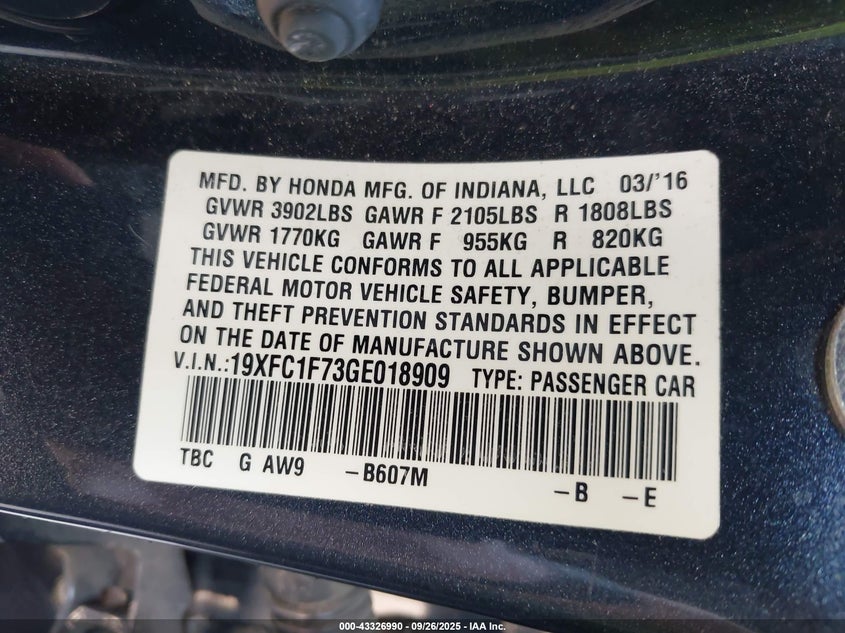 MFD. BY HONDA MFG. OF INDIANA, LLC 03/'16
GVWR 3902LBS GAWR F 2105LBS R 1808LBS
GVWR 1770KG GAWR F 955KG R 820KG
THIS VEHICLE CONFORMS TO ALL APPLICABLE
FEDERAL MOTOR VEHICLE SAFETY, BUMPER,
AND THEFT PREVENTION STANDARDS IN EFFECT
ON THE DATE OF MANUFACTURE SHOWN ABOVE.
V.I.N.:19XFC1F73GE018909 TYPE: PASSENGER CAR
TBC G AW9 –B607M –B –E
000-43326990 - 09/26/2025 - IAA Inc.